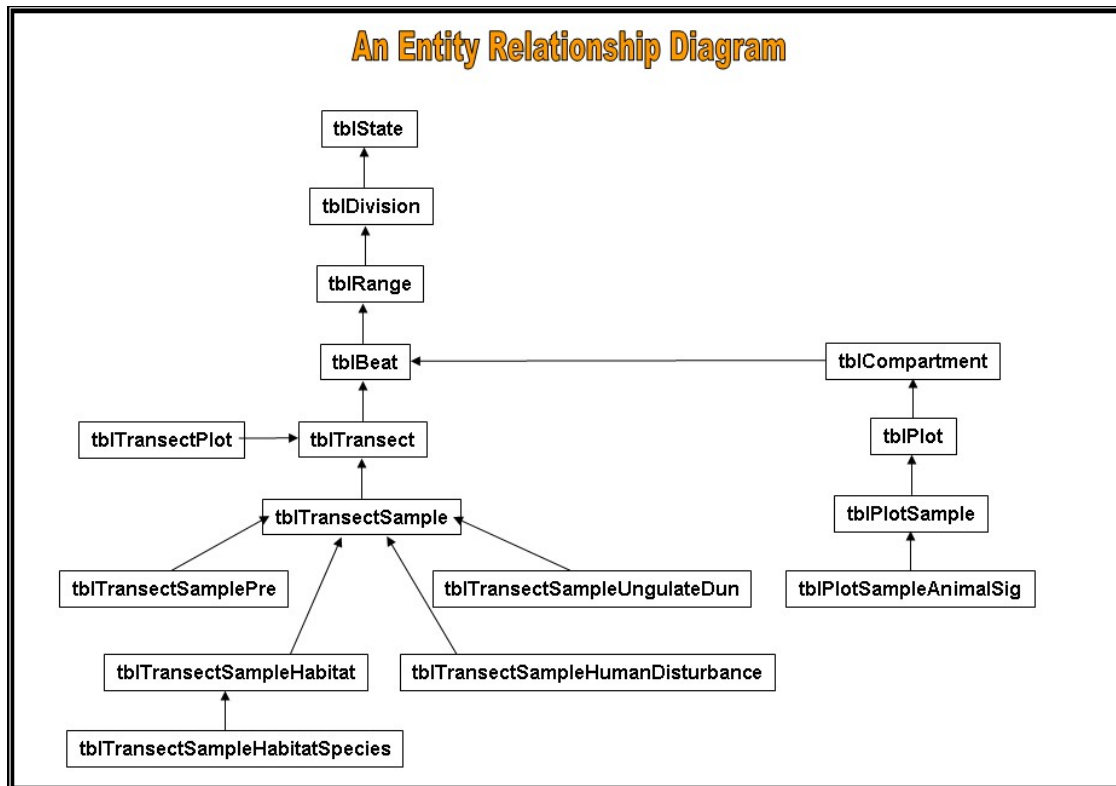 An Entity Relationship Diagram
tblState
tblDivision
tblRange
tblBeat
tblCompartment
tblTransectPlot
tblTransect
tblPlot
tblTransectSample
tblPlotSample
tblTransectSamplePre
tblTransectSampleUngulateDun
tblPlotSampleAnimalSig
tblTransectSampleHabitat
tblTransectSampleHumanDisturbance
tblTransectSampleHabitatSpecies